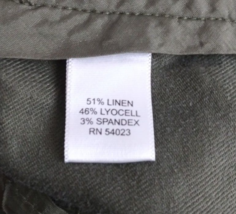 51% LINEN
46% LYOCELL
3% SPANDEX
RN 54023